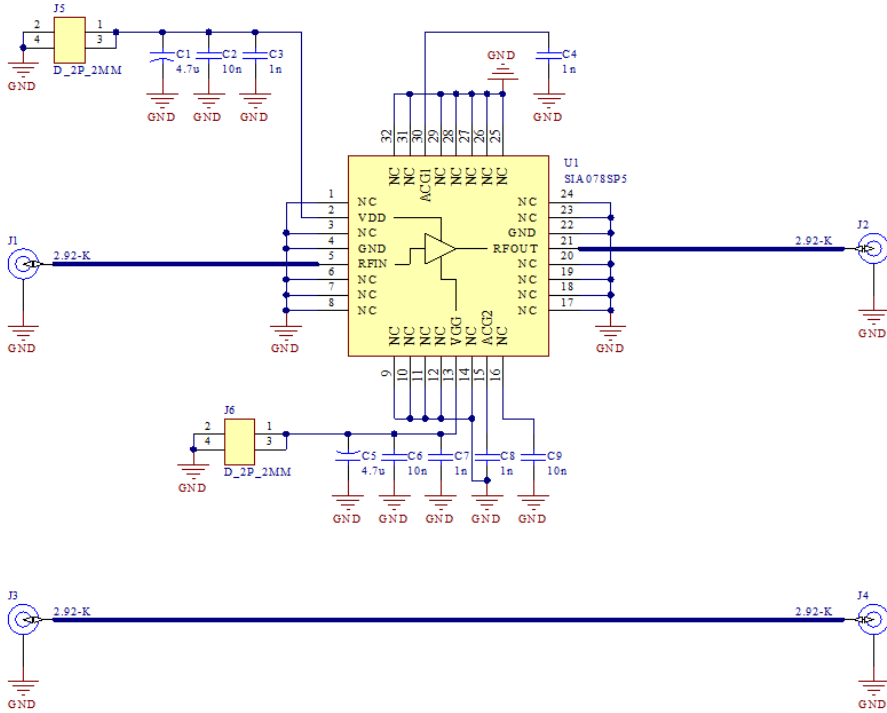 J5
2 1
4 3
D_2P_2MM
GND
C1
4.7u
C2
10n
C3
1n
GND GND GND
GND
C4
1n
GND
32 31 30 29 28 27 26 25
NC NC ACG1 NC NC NC NC NC
U1
SIA078SP5
1 NC
2 VDD
3 NC
4 GND
5 RFIN
6 NC
7 NC
8 NC
NC 24
NC 23
GND 22
RFOUT 21
NC 20
NC 19
NC 18
NC 17
NC NC NC NC VGG NC ACG2 NC
9 10 11 12 13 14 15 16
J1
2.92-K
GND
GND
J2
2.92-K
GND
GND
J6
2 1
4 3
D_2P_2MM
GND
C5
4.7u
C6
10n
C7
1n
C8
1n
C9
10n
GND GND GND GND GND
J3
2.92-K
GND
J4
2.92-K
GND